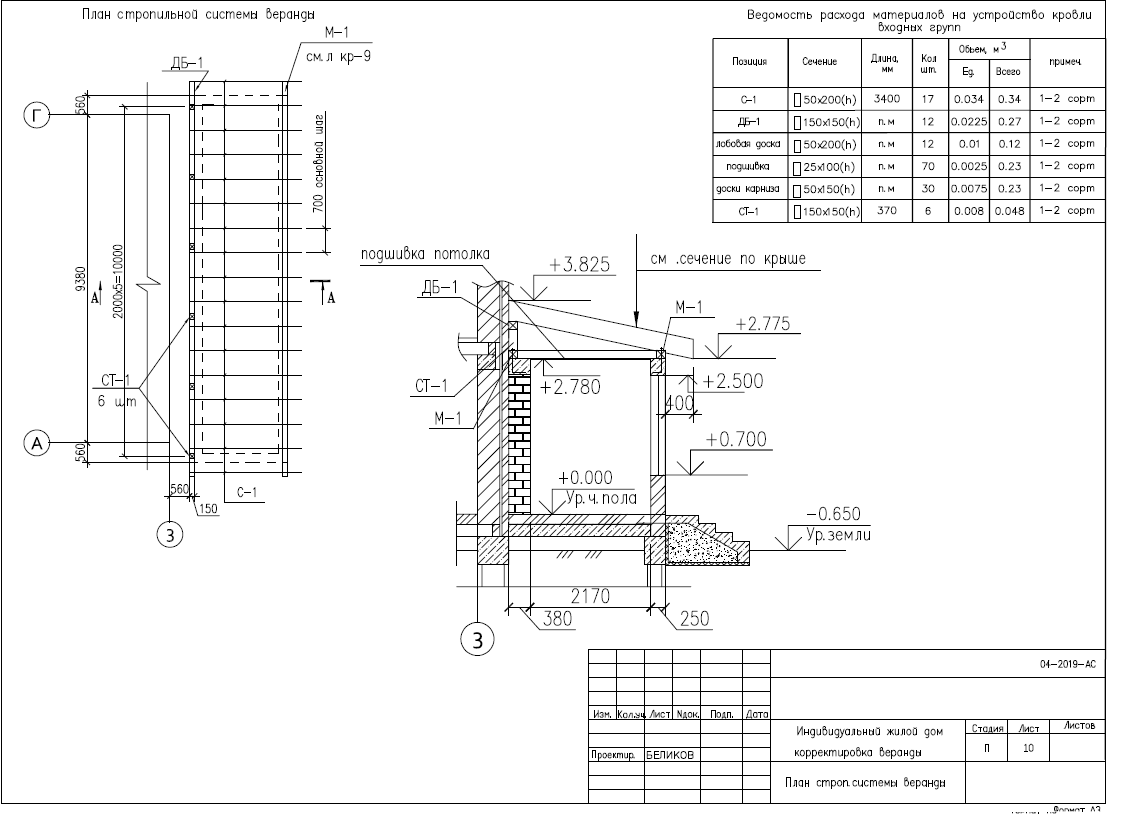 План стропильной системы веранды
М-1
см.л кр-9
ДБ-1
560
Г
700 основной шаг
9380
2000х5=10000
А
А
СТ-1
6 шт
А
560
560
150
С-1
3
Ведомость расхода материалов на устройство кровли
входных групп
Позиция
Сечение
Длина, мм
Кол шт.
Объем, м3
Ед.
Всего
примеч.
С-1 50х200(h) 3400 17 0.034 0.34 1-2 сорт
ДБ-1 150х150(h) п.м 12 0.0225 0.27 1-2 сорт
лобовая доска 50х200(h) п.м 12 0.01 0.12 1-2 сорт
подшивка 25х100(h) п.м 70 0.0025 0.23 1-2 сорт
доски карниза 50х150(h) п.м 30 0.0075 0.23 1-2 сорт
СТ-1 150х150(h) 370 6 0.008 0.048 1-2 сорт
подшивка потолка
+3.825
см .сечение по крыше
ДБ-1
М-1
+2.775
СТ-1
+2.780
+2.500
М-1
400
+0.700
+0.000
Ур.ч.пола
-0.650
Ур.земли
2170
380
250
3
04-2019-АС
Изм. Кол.уч. Лист Nдок. Подп. Дата
Индивидуальный жилой дом
корректировка веранды
Стадия Лист Листов
П 10
Проектир. БЕЛИКОВ
План строп.системы веранды
Формат А3